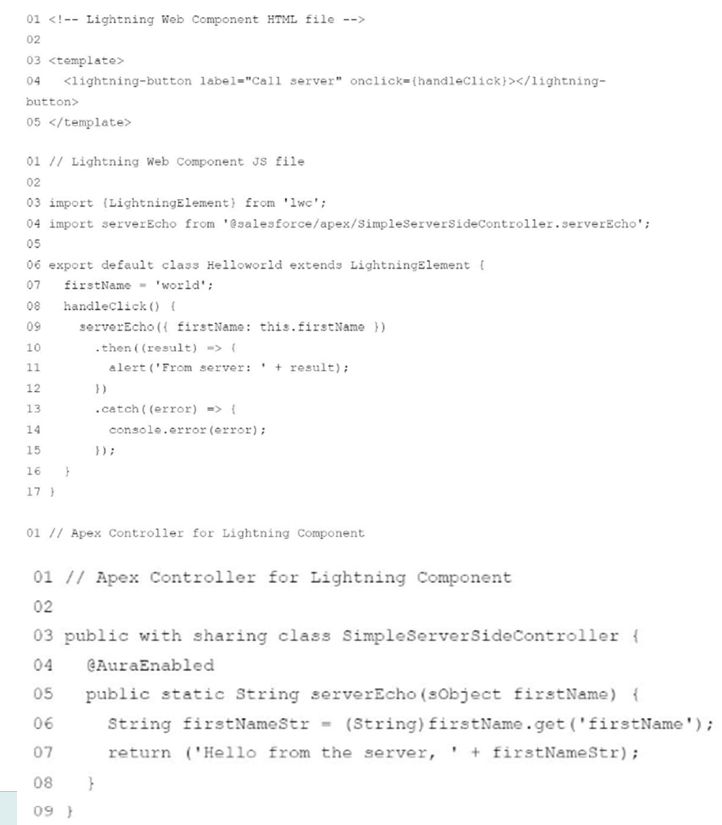 01 <!-- Lightning Web Component HTML file -->
02
03 <template>
04   <lightning-button label="Call server" onclick={handleClick}></lightning-
button>
05 </template>
01 // Lightning Web Component JS file
02
03 import {LightningElement} from 'lwc';
04 import serverEcho from '@salesforce/apex/SimpleServerSideController.serverEcho';
05
06 export default class Helloworld extends LightningElement {
07   firstName = 'world';
08   handleClick() {
09     serverEcho({ firstName: this.firstName })
10       .then((result) => {
11         alert('From server: ' + result);
12       })
13       .catch((error) => {
14         console.error(error);
15       });
16   }
17 }
01 // Apex Controller for Lightning Component
01 // Apex Controller for Lightning Component
02
03 public with sharing class SimpleServerSideController {
04   @AuraEnabled
05   public static String serverEcho(sObject firstName) {
06     String firstNameStr = (String)firstName.get('firstName');
07     return ('Hello from the server, ' + firstNameStr);
08   }
09 }